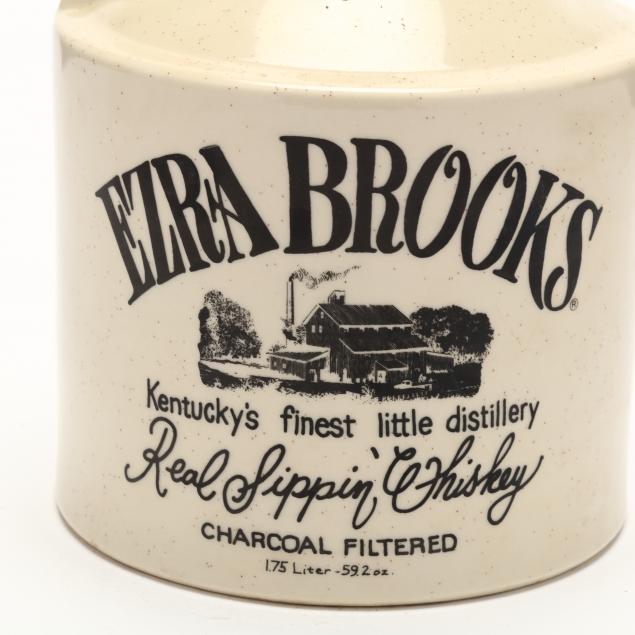 EZRA BROOKS®
Kentucky's finest little distillery
Real Sippin' Whiskey
CHARCOAL FILTERED
1.75 Liter - 59.2 oz.